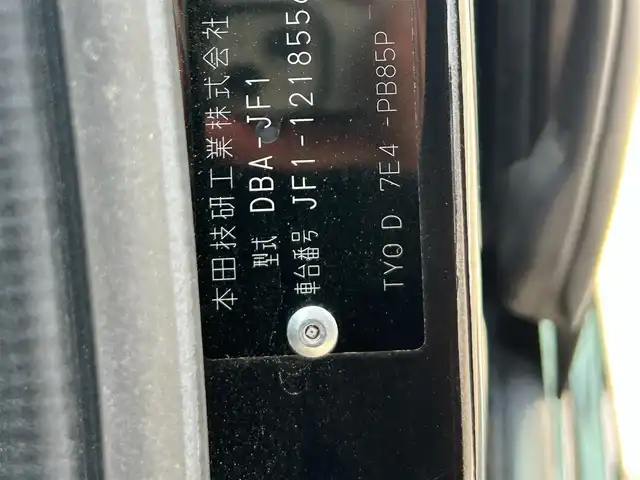 本田技研工業株式会社
型式 DBA-JF1
車台番号 JF1-121855
TYO D 7E4 -PB85P